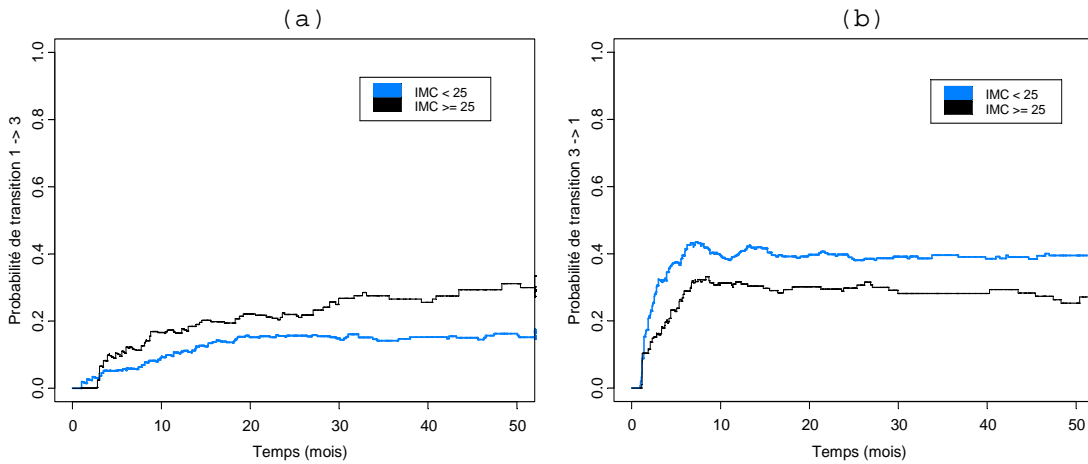 (a)
Probabilité de transition 1 -> 3
1.0
0.8
0.6
0.4
0.2
0.0
IMC < 25
IMC >= 25
0 10 20 30 40 50
Temps (mois)
(b)
Probabilité de transition 3 -> 1
1.0
0.8
0.6
0.4
0.2
0.0
IMC < 25
IMC >= 25
0 10 20 30 40 50
Temps (mois)